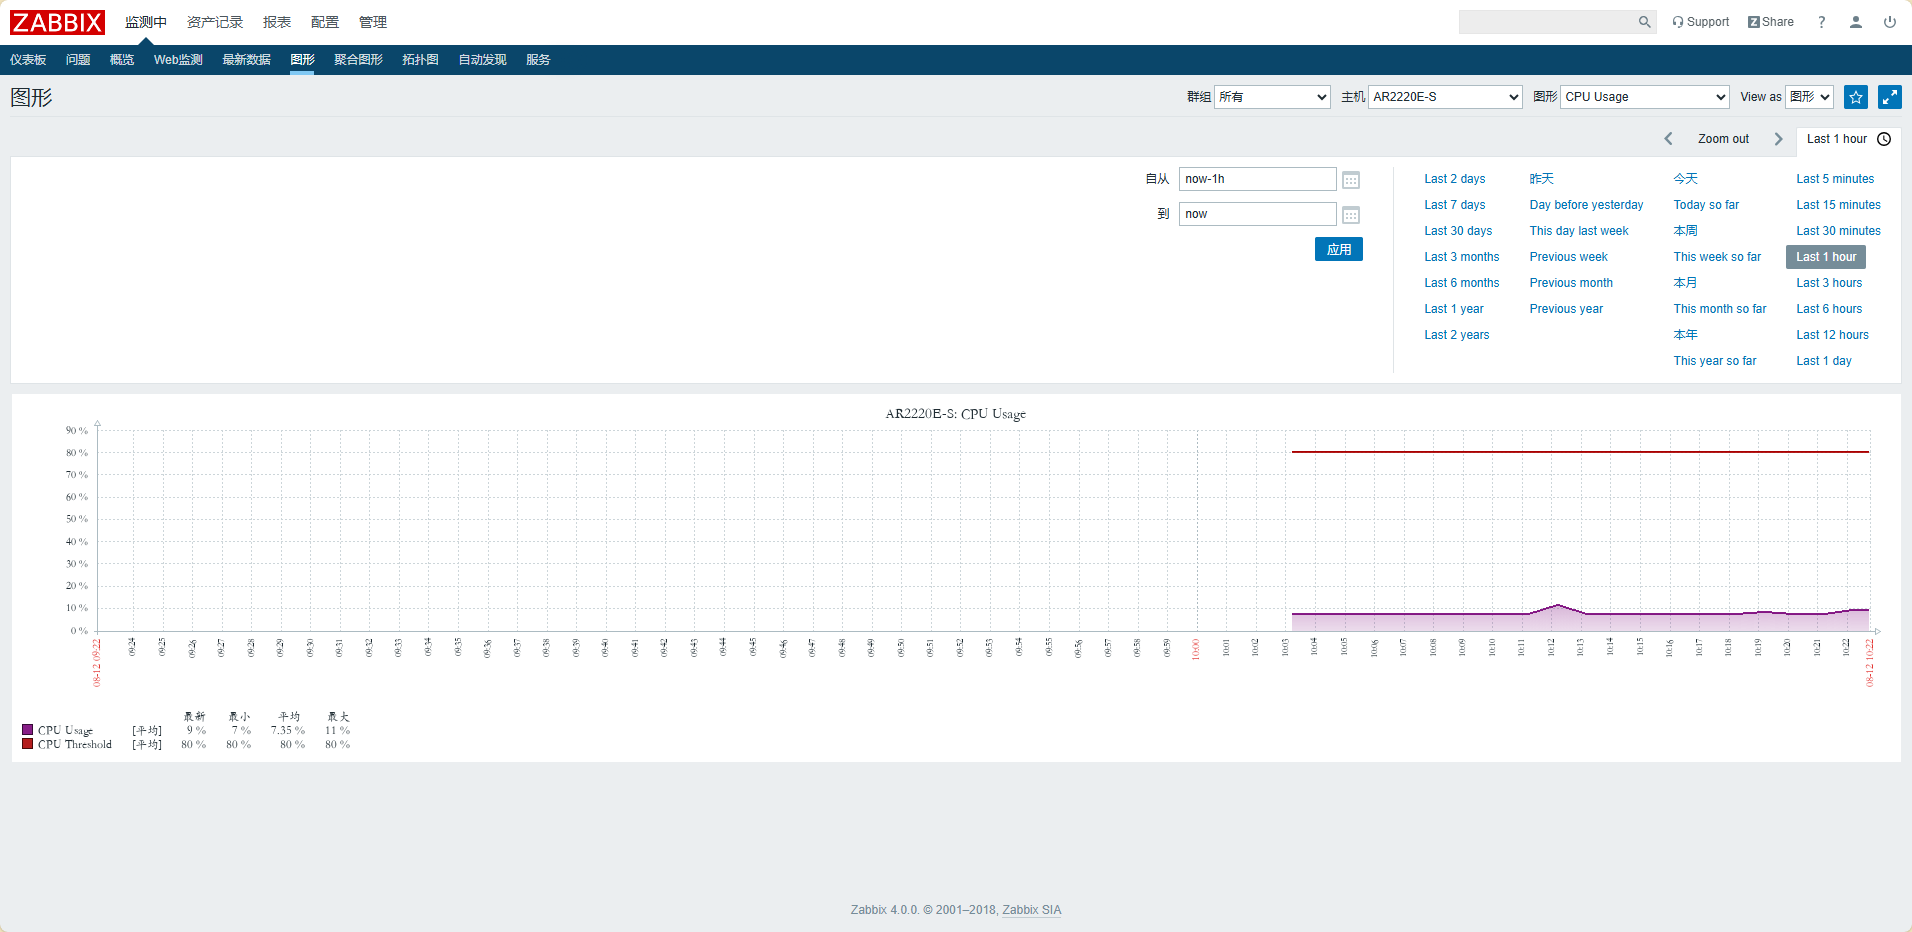 ZABBIX 监测中 资产记录 报表 配置 管理 Support Z Share ?
仪表板 问题 概览 Web监测 最新数据 图形 聚合图形 拓扑图 自动发现 服务
图形 群组 所有 主机 AR2220E-S 图形 CPU Usage View as 图形
Zoom out Last 1 hour
自从 now-1h
到 now
应用
Last 2 days 昨天 今天 Last 5 minutes
Last 7 days Day before yesterday Today so far Last 15 minutes
Last 30 days This day last week 本周 Last 30 minutes
Last 3 months Previous week This week so far Last 1 hour
Last 6 months Previous month 本月 Last 3 hours
Last 1 year Previous year This month so far Last 6 hours
Last 2 years 本年 Last 12 hours
This year so far Last 1 day
AR2220E-S: CPU Usage
90 %
80 %
70 %
60 %
50 %
40 %
30 %
20 %
10 %
0 %
08-12 09:22 09:24 09:25 09:26 09:27 09:28 09:29 09:30 09:31 09:32 09:33 09:34 09:35 09:36 09:37 09:38 09:39 09:40 09:41 09:42 09:43 09:44 09:45 09:46 09:47 09:48 09:49 09:50 09:51 09:52 09:53 09:54 09:55 09:56 09:57 09:58 09:59 10:00 10:01 10:02 10:03 10:04 10:05 10:06 10:07 10:08 10:09 10:10 10:11 10:12 10:13 10:14 10:15 10:16 10:17 10:18 10:19 10:20 10:21 10:22 08-12 10:22
最新 最小 平均 最大
CPU Usage [平均] 9 % 7 % 7.35 % 11 %
CPU Threshold [平均] 80 % 80 % 80 % 80 %
Zabbix 4.0.0. © 2001–2018, Zabbix SIA